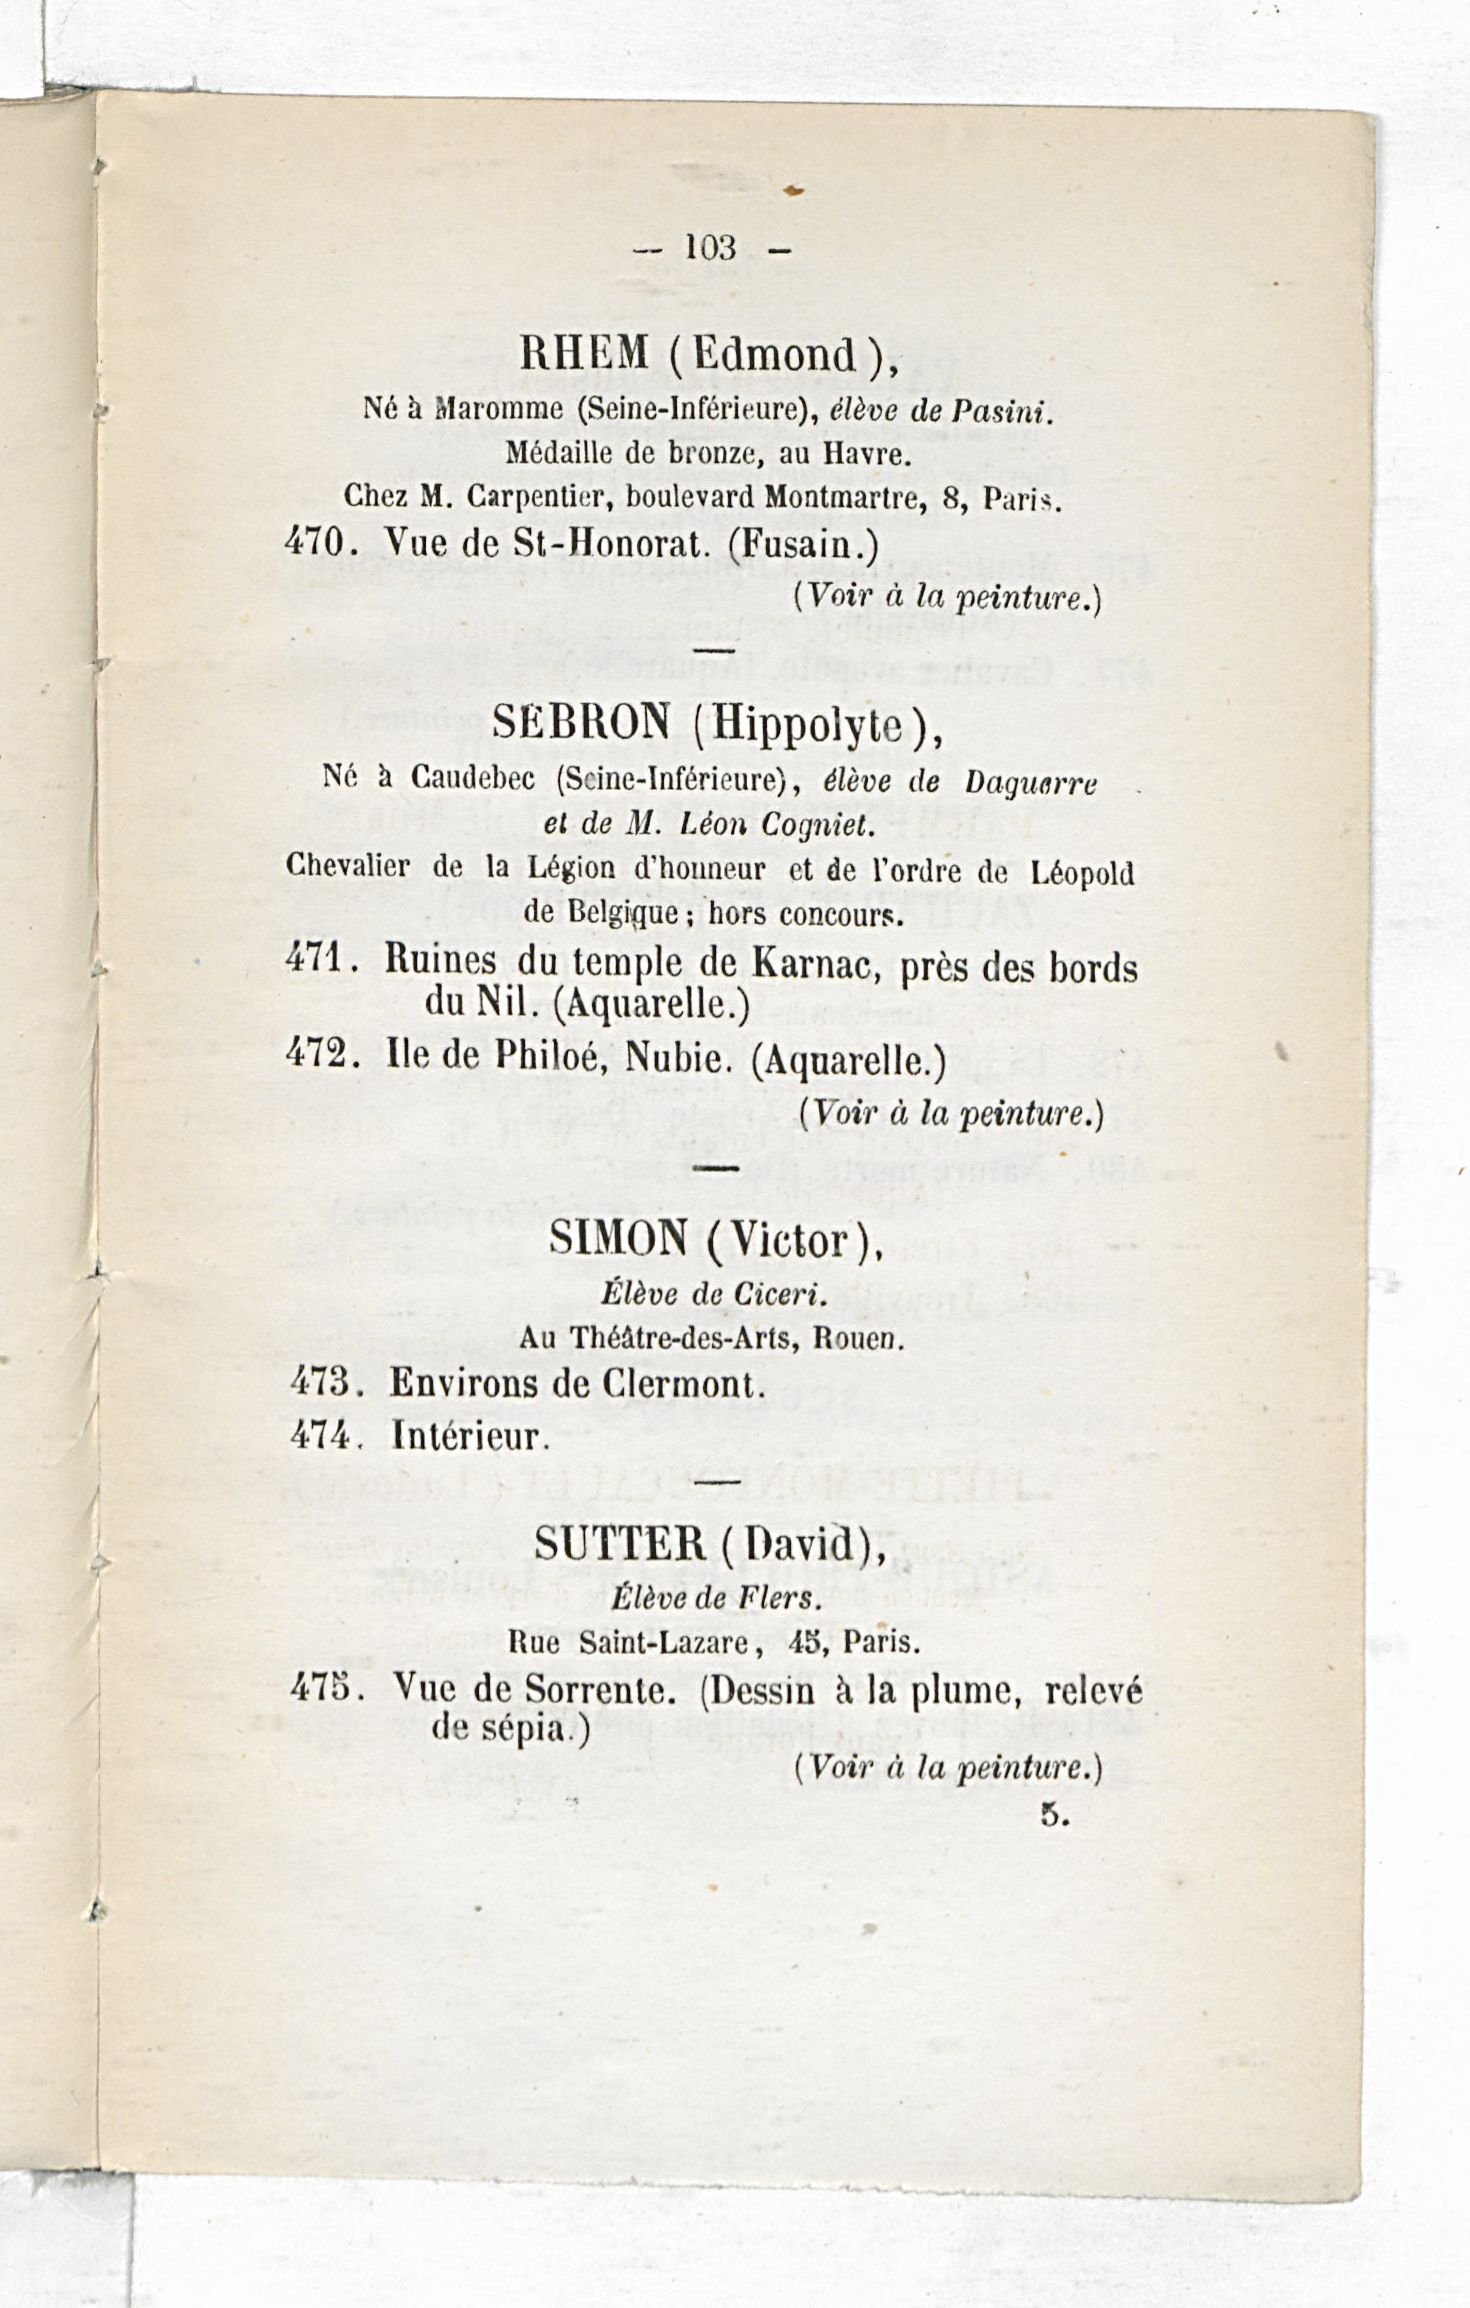 — 103 —
RHEM (Edmond),
Né à Maromme (Seine-Inférieure), élève de Pasini.
Médaille de bronze, au Havre.
Chez M. Carpentier, boulevard Montmartre, 8, Paris.
470. Vue de St-Honorat. (Fusain.)
(Voir à la peinture.)
SÉBRON (Hippolyte),
Né à Caudebec (Seine-Inférieure), élève de Daguerre
et de M. Léon Cogniet.
Chevalier de la Légion d'honneur et de l'ordre de Léopold
de Belgique; hors concours.
471. Ruines du temple de Karnac, près des bords
du Nil. (Aquarelle.)
472. Ile de Philoé, Nubie. (Aquarelle.)
(Voir à la peinture.)
SIMON (Victor),
Élève de Ciceri.
Au Théâtre-des-Arts, Rouen.
473. Environs de Clermont.
474. Intérieur.
SUTTER (David),
Élève de Flers.
Rue Saint-Lazare, 45, Paris.
475. Vue de Sorrente. (Dessin à la plume, relevé
de sépia.)
(Voir à la peinture.)
5.